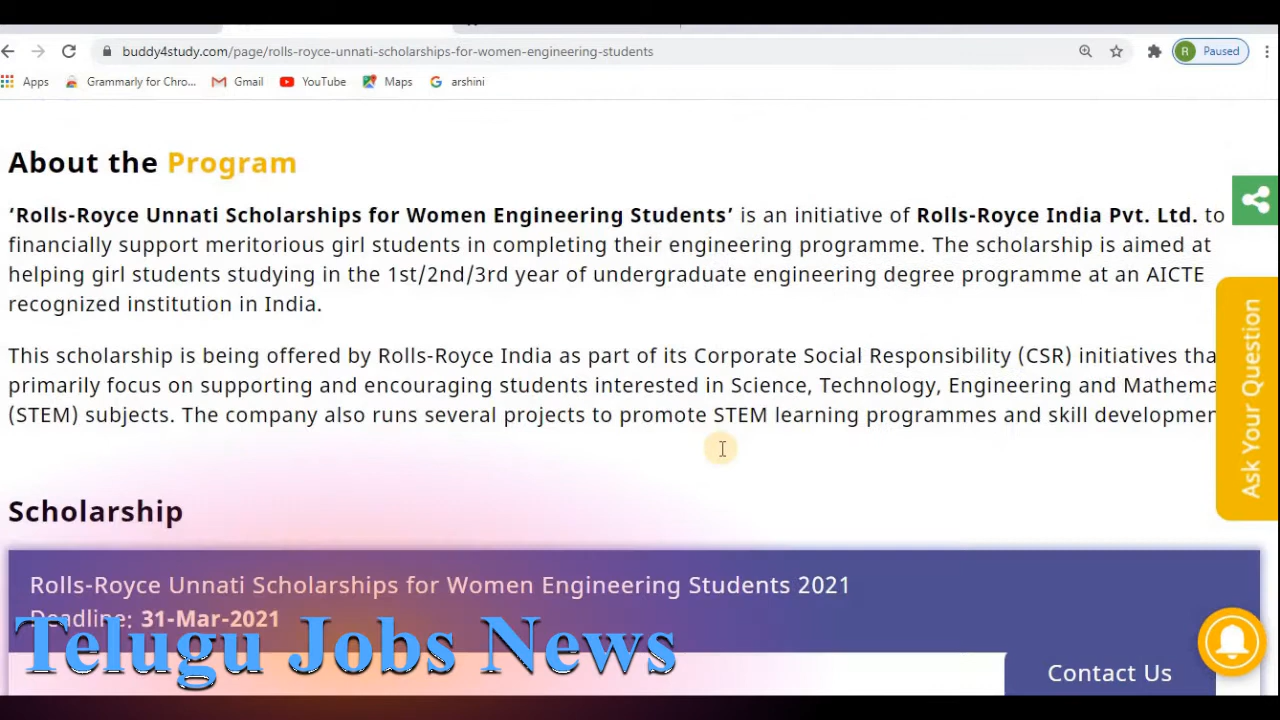 buddy4study.com/page/rolls-royce-unnati-scholarships-for-women-engineering-students
R Paused
Apps Grammarly for Chro... Gmail YouTube Maps G arshini
About the Program
‘Rolls-Royce Unnati Scholarships for Women Engineering Students’ is an initiative of Rolls-Royce India Pvt. Ltd. to
financially support meritorious girl students in completing their engineering programme. The scholarship is aimed at
helping girl students studying in the 1st/2nd/3rd year of undergraduate engineering degree programme at an AICTE
recognized institution in India.
This scholarship is being offered by Rolls-Royce India as part of its Corporate Social Responsibility (CSR) initiatives tha
primarily focus on supporting and encouraging students interested in Science, Technology, Engineering and Mathema
(STEM) subjects. The company also runs several projects to promote STEM learning programmes and skill developmen
Ask Your Question
Scholarship
Rolls-Royce Unnati Scholarships for Women Engineering Students 2021
Deadline: 31-Mar-2021
Telugu Jobs News
Contact Us